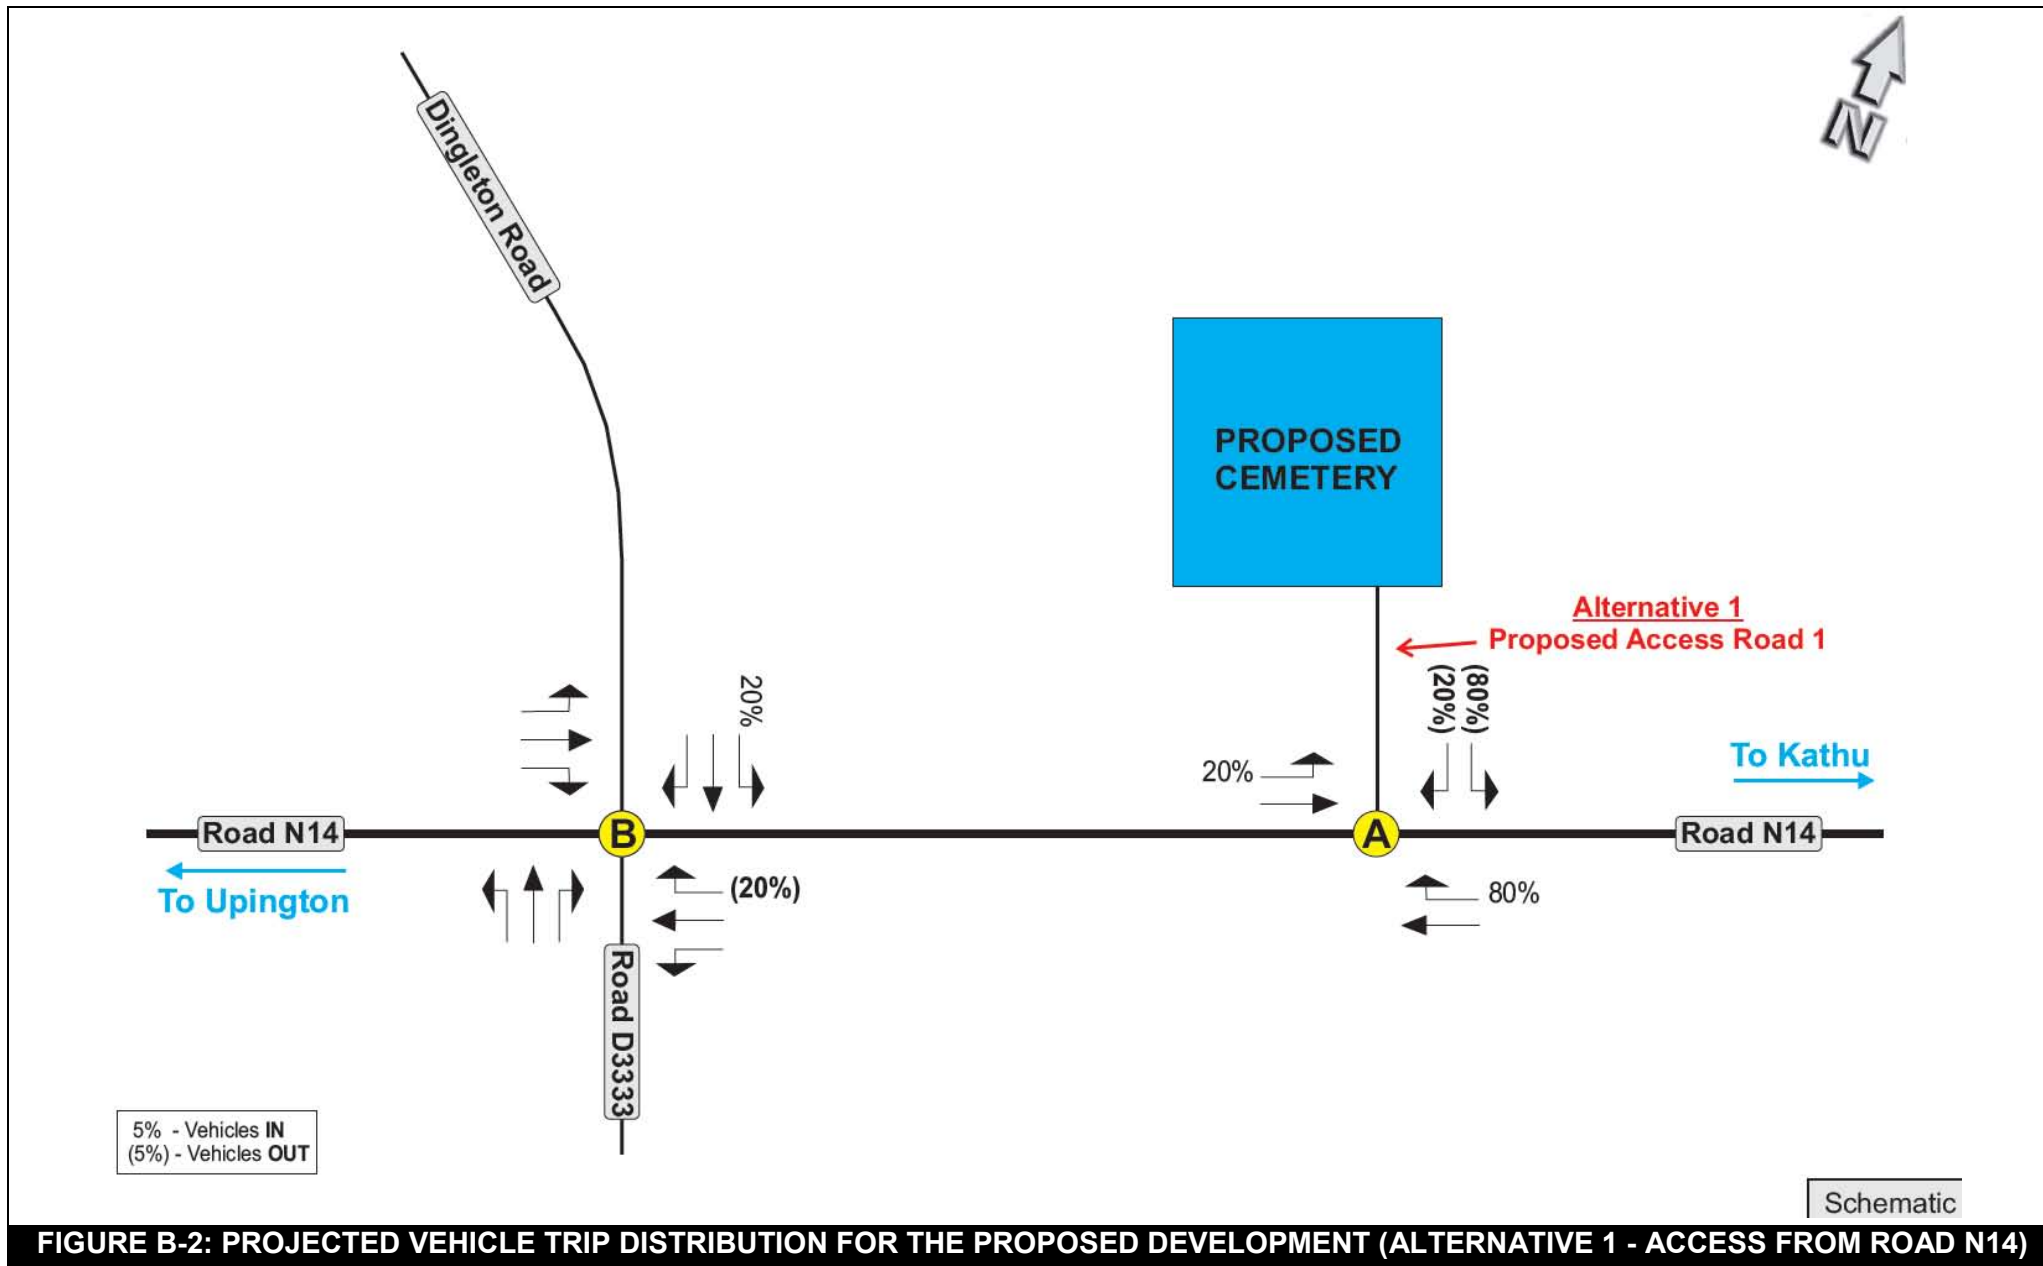 N
Dingleton Road
PROPOSED
CEMETERY
Alternative 1
Proposed Access Road 1
20%
(20%)
(80%)
To Kathu
20%
Road N14
B
A
Road N14
To Upington
(20%)
80%
Road D3333
5% - Vehicles IN
(5%) - Vehicles OUT
Schematic
FIGURE B-2: PROJECTED VEHICLE TRIP DISTRIBUTION FOR THE PROPOSED DEVELOPMENT (ALTERNATIVE 1 - ACCESS FROM ROAD N14)